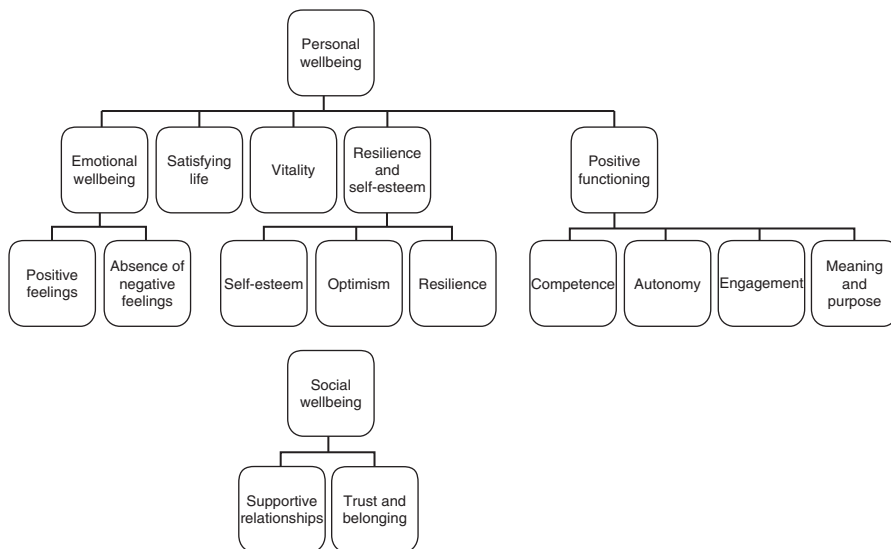 Personal
wellbeing
Emotional
wellbeing
Satisfying
life
Vitality
Resilience
and
self-esteem
Positive
functioning
Positive
feelings
Absence of
negative
feelings
Self-esteem
Optimism
Resilience
Competence
Autonomy
Engagement
Meaning
and
purpose
Social
wellbeing
Supportive
relationships
Trust and
belonging